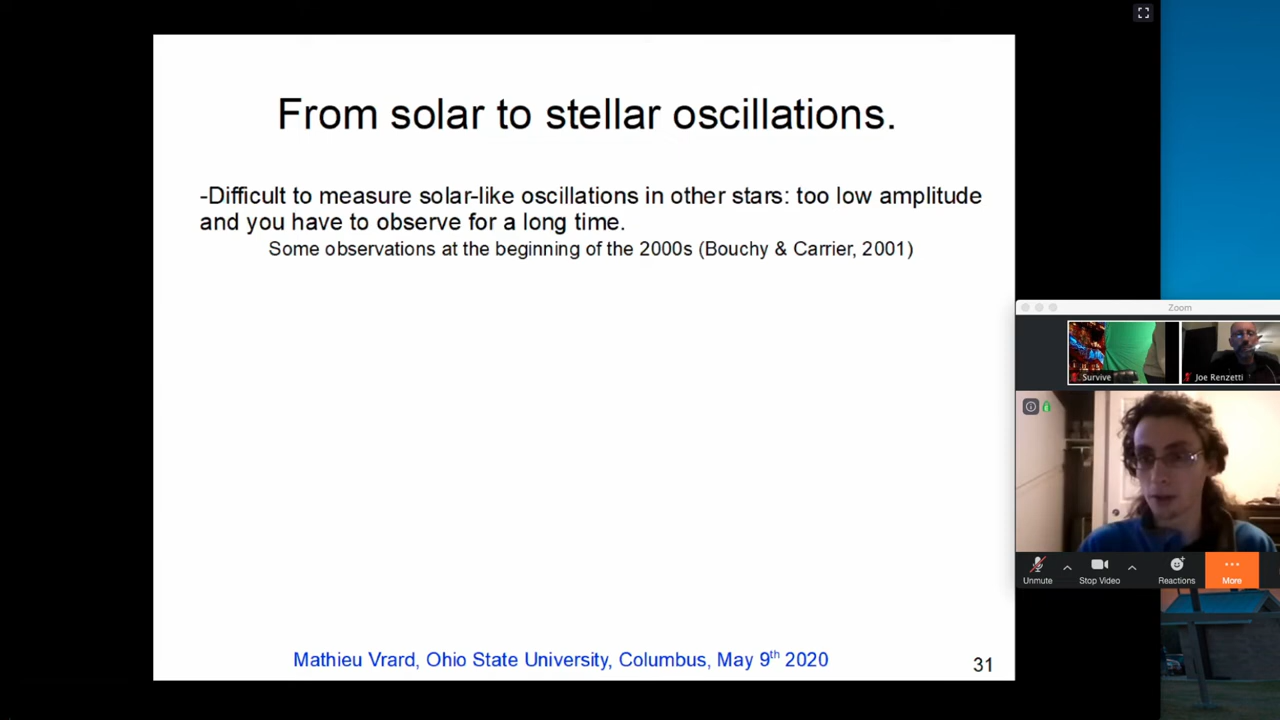 From solar to stellar oscillations.
-Difficult to measure solar-like oscillations in other stars: too low amplitude
and you have to observe for a long time.
Some observations at the beginning of the 2000s (Bouchy & Carrier, 2001)
Zoom
Survive
Joe Renzetti
Unmute
Stop Video
Reactions
More
Mathieu Vrard, Ohio State University, Columbus, May 9th 2020
31